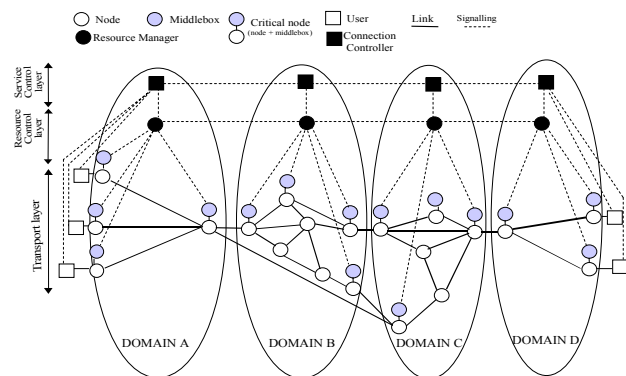 Node
Middlebox
Critical node
(node + middlebox)
User
Link
Signalling
Resource Manager
Connection
Controller
Service
Control
layer
Resource
Control
layer
Transport layer
DOMAIN A
DOMAIN B
DOMAIN C
DOMAIN D